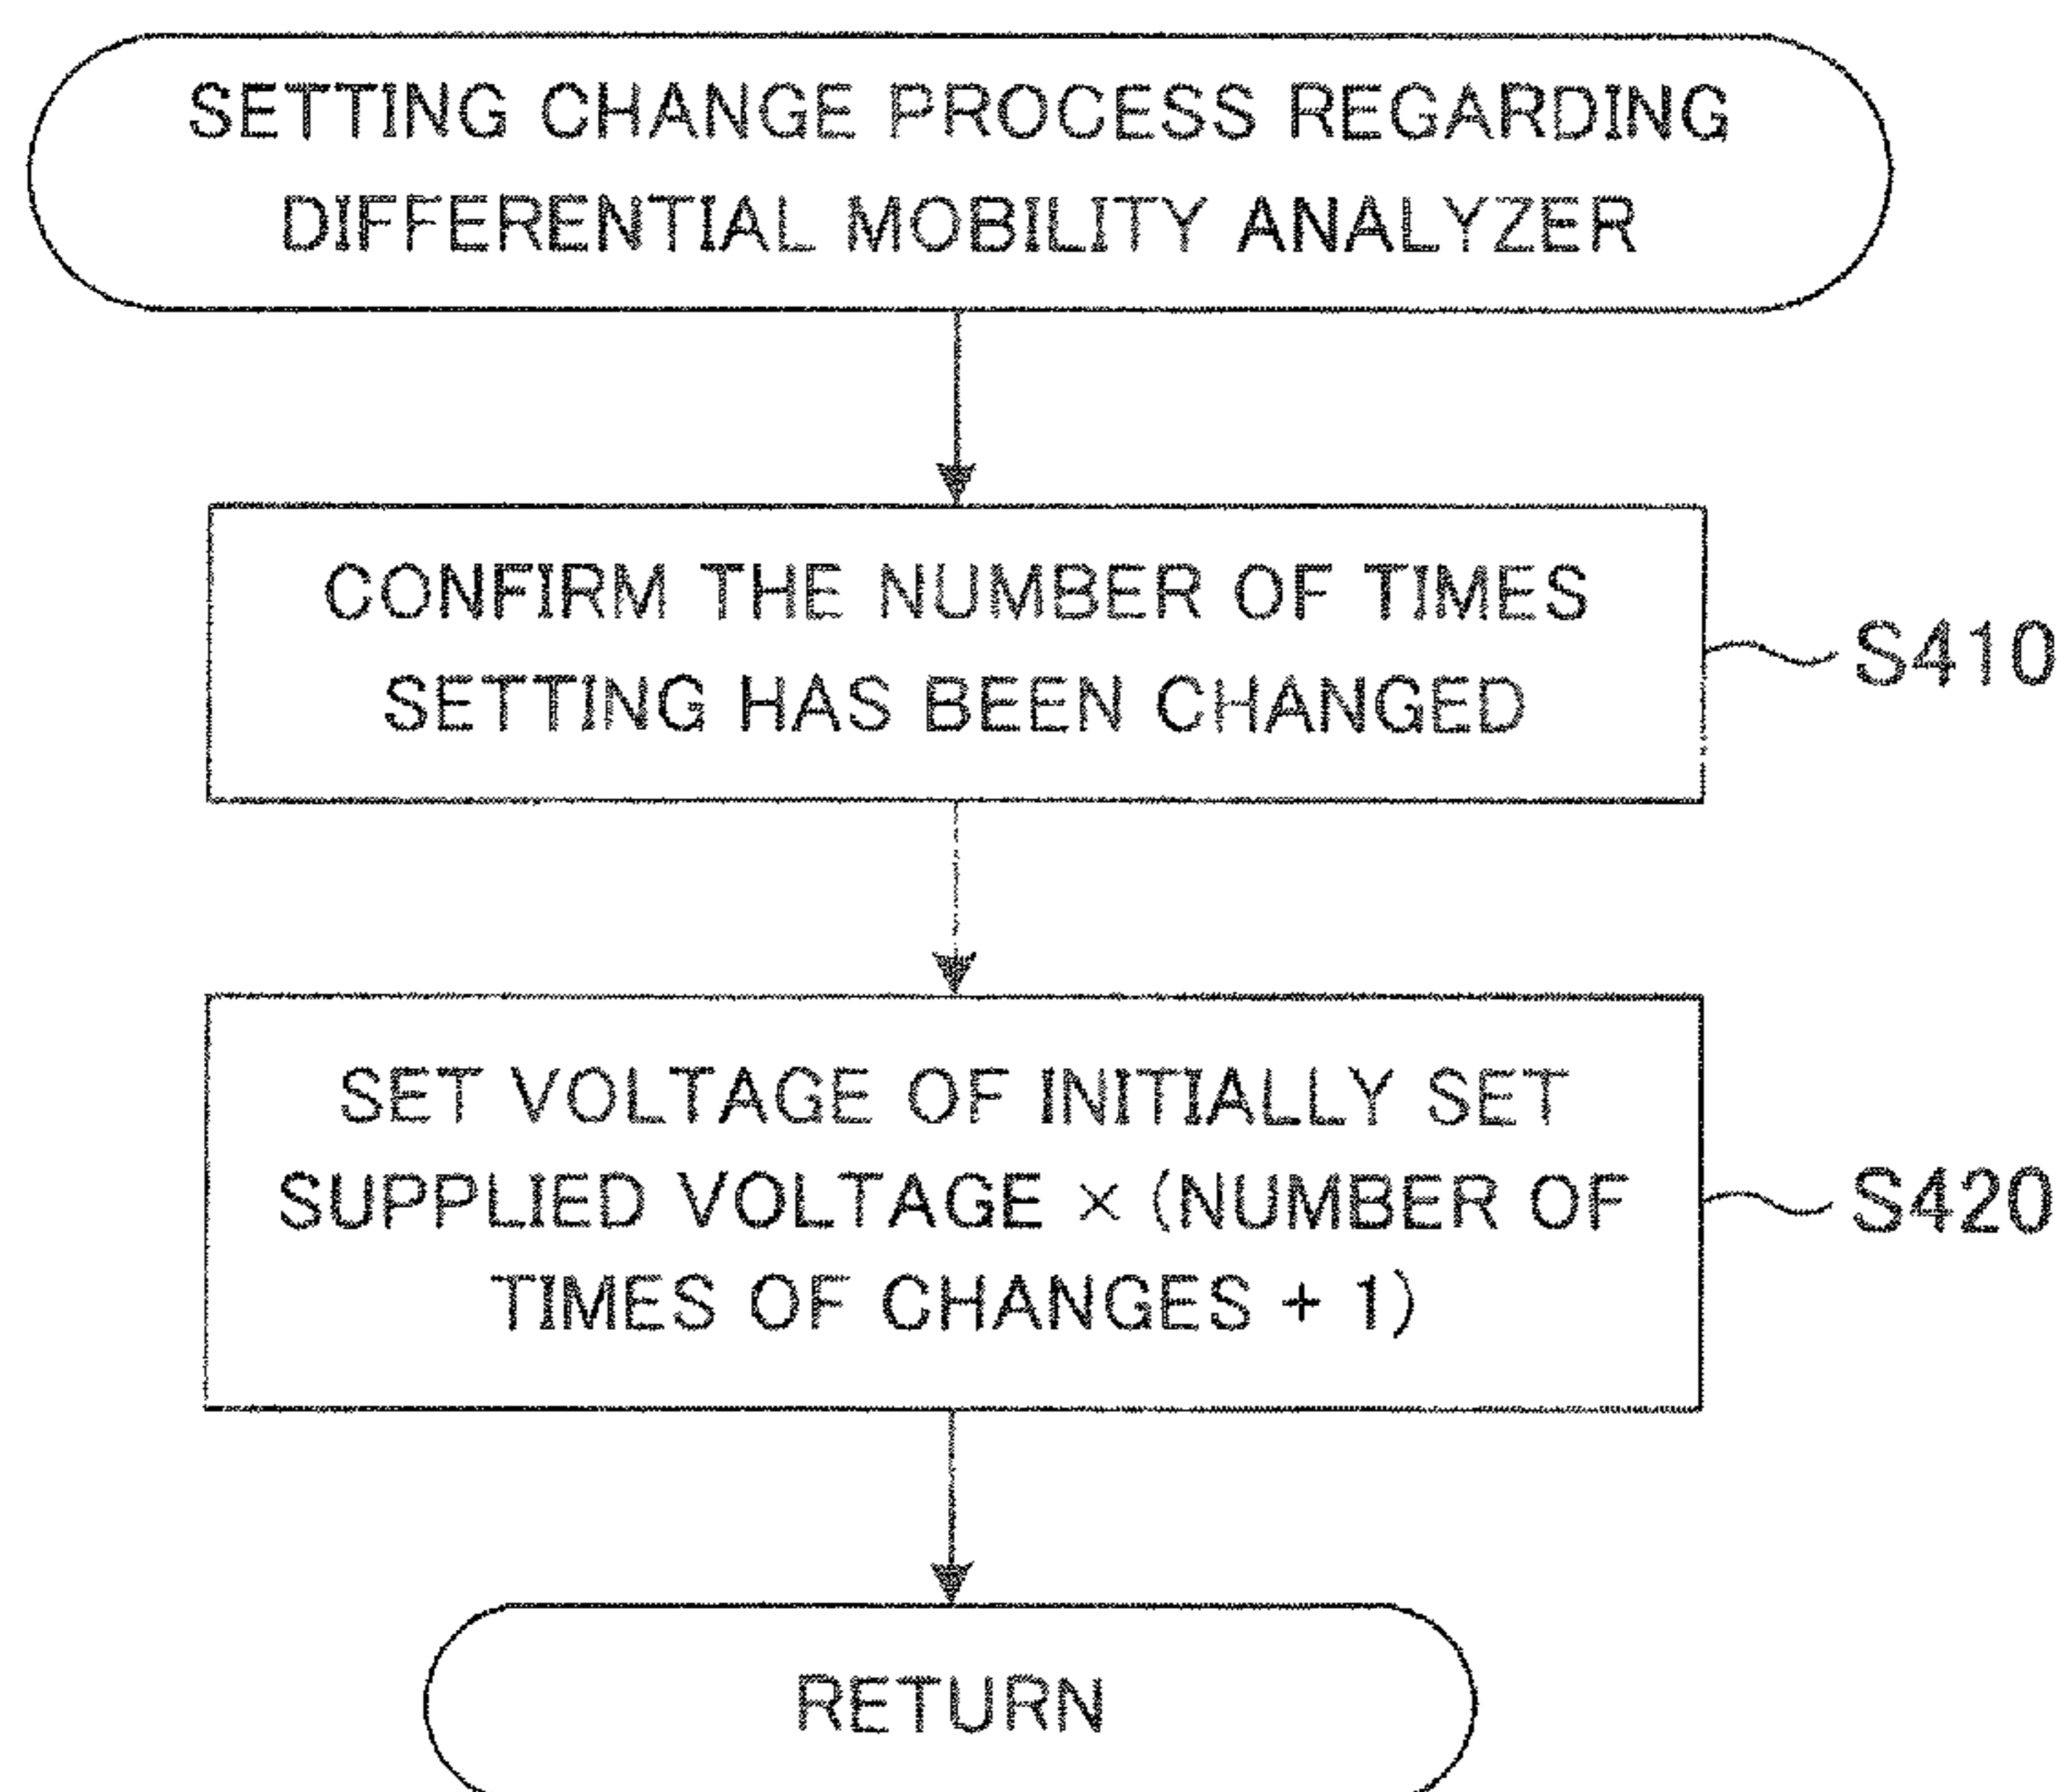 SETTING CHANGE PROCESS REGARDING
DIFFERENTIAL MOBILITY ANALYZER
CONFIRM THE NUMBER OF TIMES
SETTING HAS BEEN CHANGED
S410
SET VOLTAGE OF INITIALLY SET
SUPPLIED VOLTAGE × (NUMBER OF
TIMES OF CHANGES + 1)
S420
RETURN